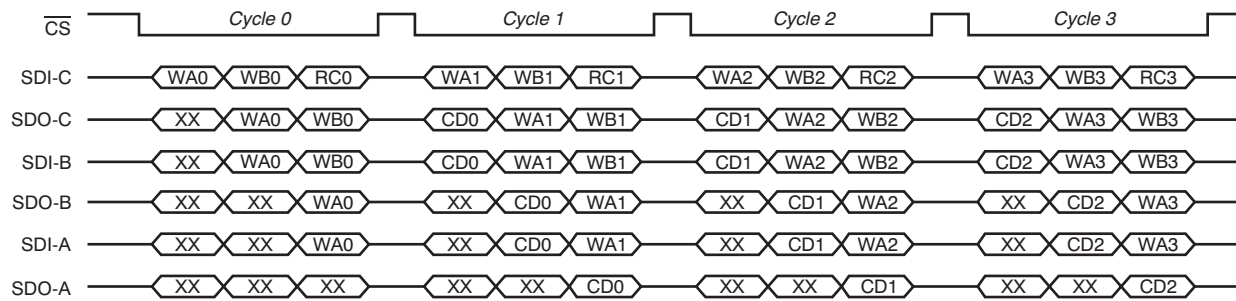 CS Cycle 0 Cycle 1 Cycle 2 Cycle 3
SDI-C WA0 WB0 RC0 WA1 WB1 RC1 WA2 WB2 RC2 WA3 WB3 RC3
SDO-C XX WA0 WB0 CD0 WA1 WB1 CD1 WA2 WB2 CD2 WA3 WB3
SDI-B XX WA0 WB0 CD0 WA1 WB1 CD1 WA2 WB2 CD2 WA3 WB3
SDO-B XX XX WA0 XX CD0 WA1 XX CD1 WA2 XX CD2 WA3
SDI-A XX XX WA0 XX CD0 WA1 XX CD1 WA2 XX CD2 WA3
SDO-A XX XX XX XX XX CD0 XX XX CD1 XX XX CD2